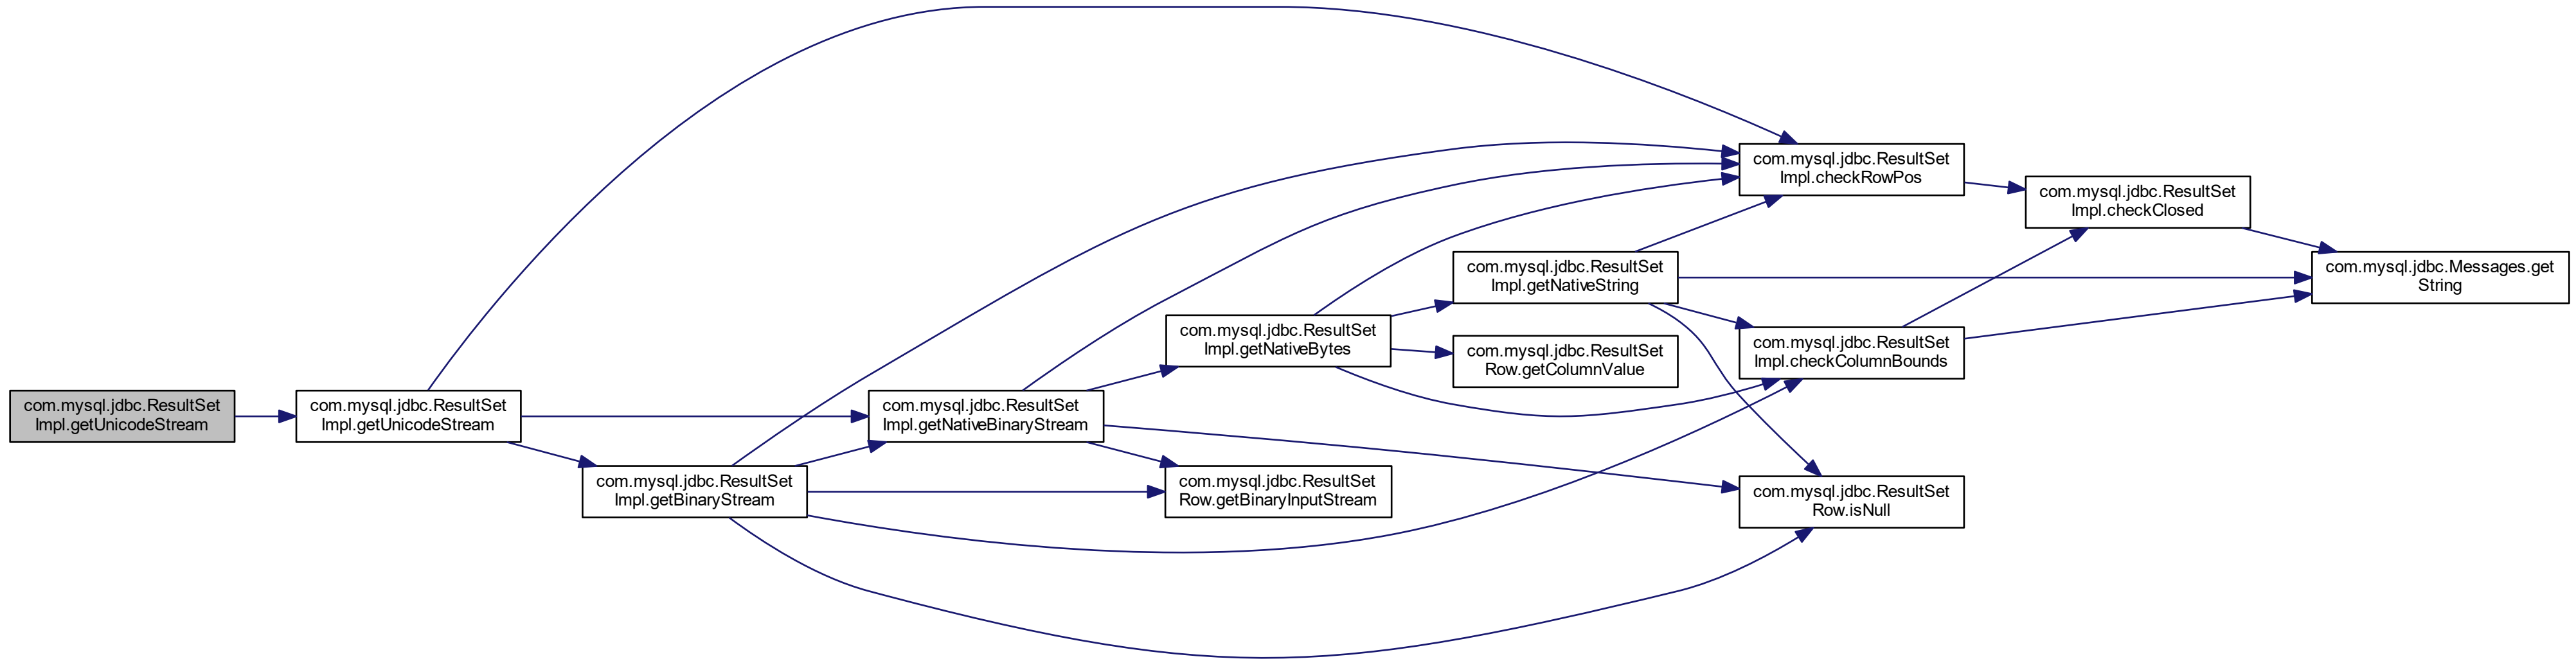 com.mysql.jdbc.ResultSet
Impl.getUnicodeStream
com.mysql.jdbc.ResultSet
Impl.getUnicodeStream
com.mysql.jdbc.ResultSet
Impl.getBinaryStream
com.mysql.jdbc.ResultSet
Impl.getNativeBinaryStream
com.mysql.jdbc.ResultSet
Row.getBinaryInputStream
com.mysql.jdbc.ResultSet
Impl.getNativeBytes
com.mysql.jdbc.ResultSet
Impl.getNativeString
com.mysql.jdbc.ResultSet
Row.getColumnValue
com.mysql.jdbc.ResultSet
Impl.checkRowPos
com.mysql.jdbc.ResultSet
Impl.checkColumnBounds
com.mysql.jdbc.ResultSet
Row.isNull
com.mysql.jdbc.ResultSet
Impl.checkClosed
com.mysql.jdbc.Messages.get
String